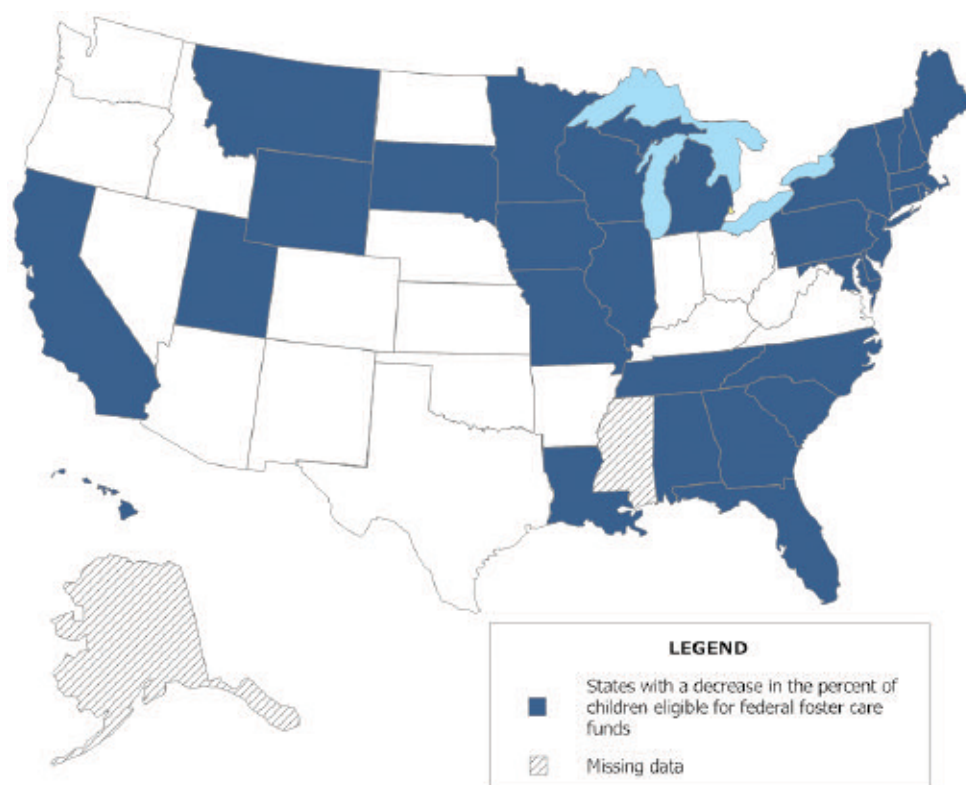 LEGEND
States with a decrease in the percent of
children eligible for federal foster care
funds
Missing data